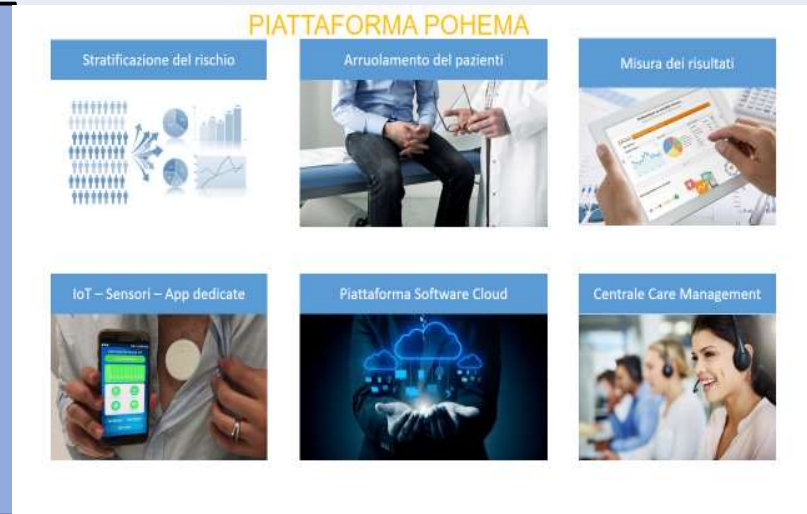 PIATTAFORMA POHEMA
Stratificazione del rischio
Arruolamento del pazienti
Misura dei risultati
IoT – Sensori – App dedicate
Piattaforma Software Cloud
Centrale Care Management